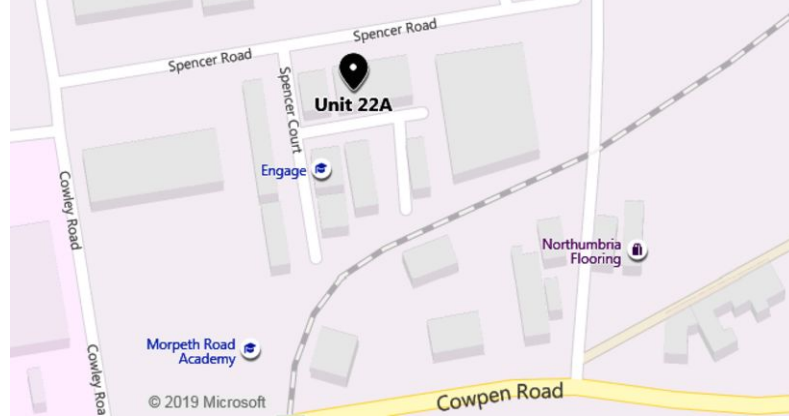 Spencer Road
Spencer Road
Spencer Court
Unit 22A
Engage
Cowley Road
Northumbria
Flooring
Morpeth Road
Academy
Cowley Roa
© 2019 Microsoft
Cowpen Road